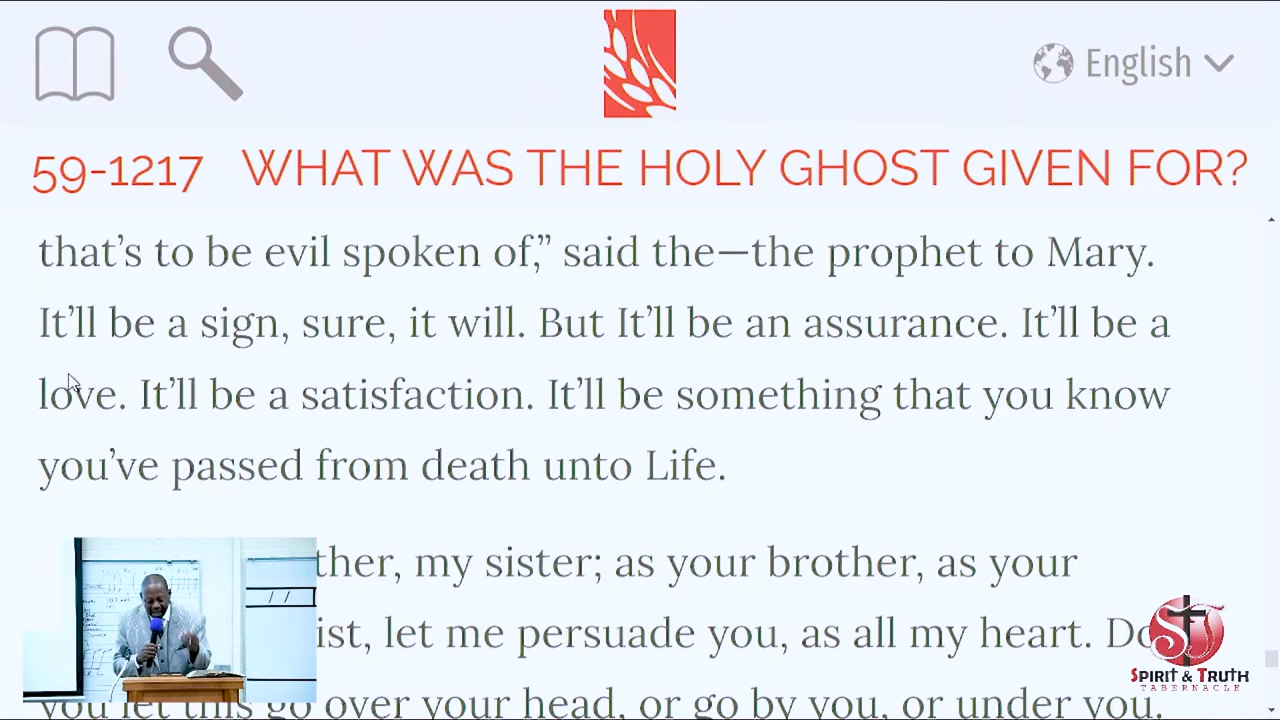 English
59-1217 WHAT WAS THE HOLY GHOST GIVEN FOR?
that’s to be evil spoken of,” said the—the prophet to Mary.
It’ll be a sign, sure, it will. But It’ll be an assurance. It’ll be a
love. It’ll be a satisfaction. It’ll be something that you know
you’ve passed from death unto Life.
ther, my sister; as your brother, as your
ist, let me persuade you, as all my heart. Do
you let this go over your head, or go by you, or under you.
SPIRIT & TRUTH
TABERNACLE